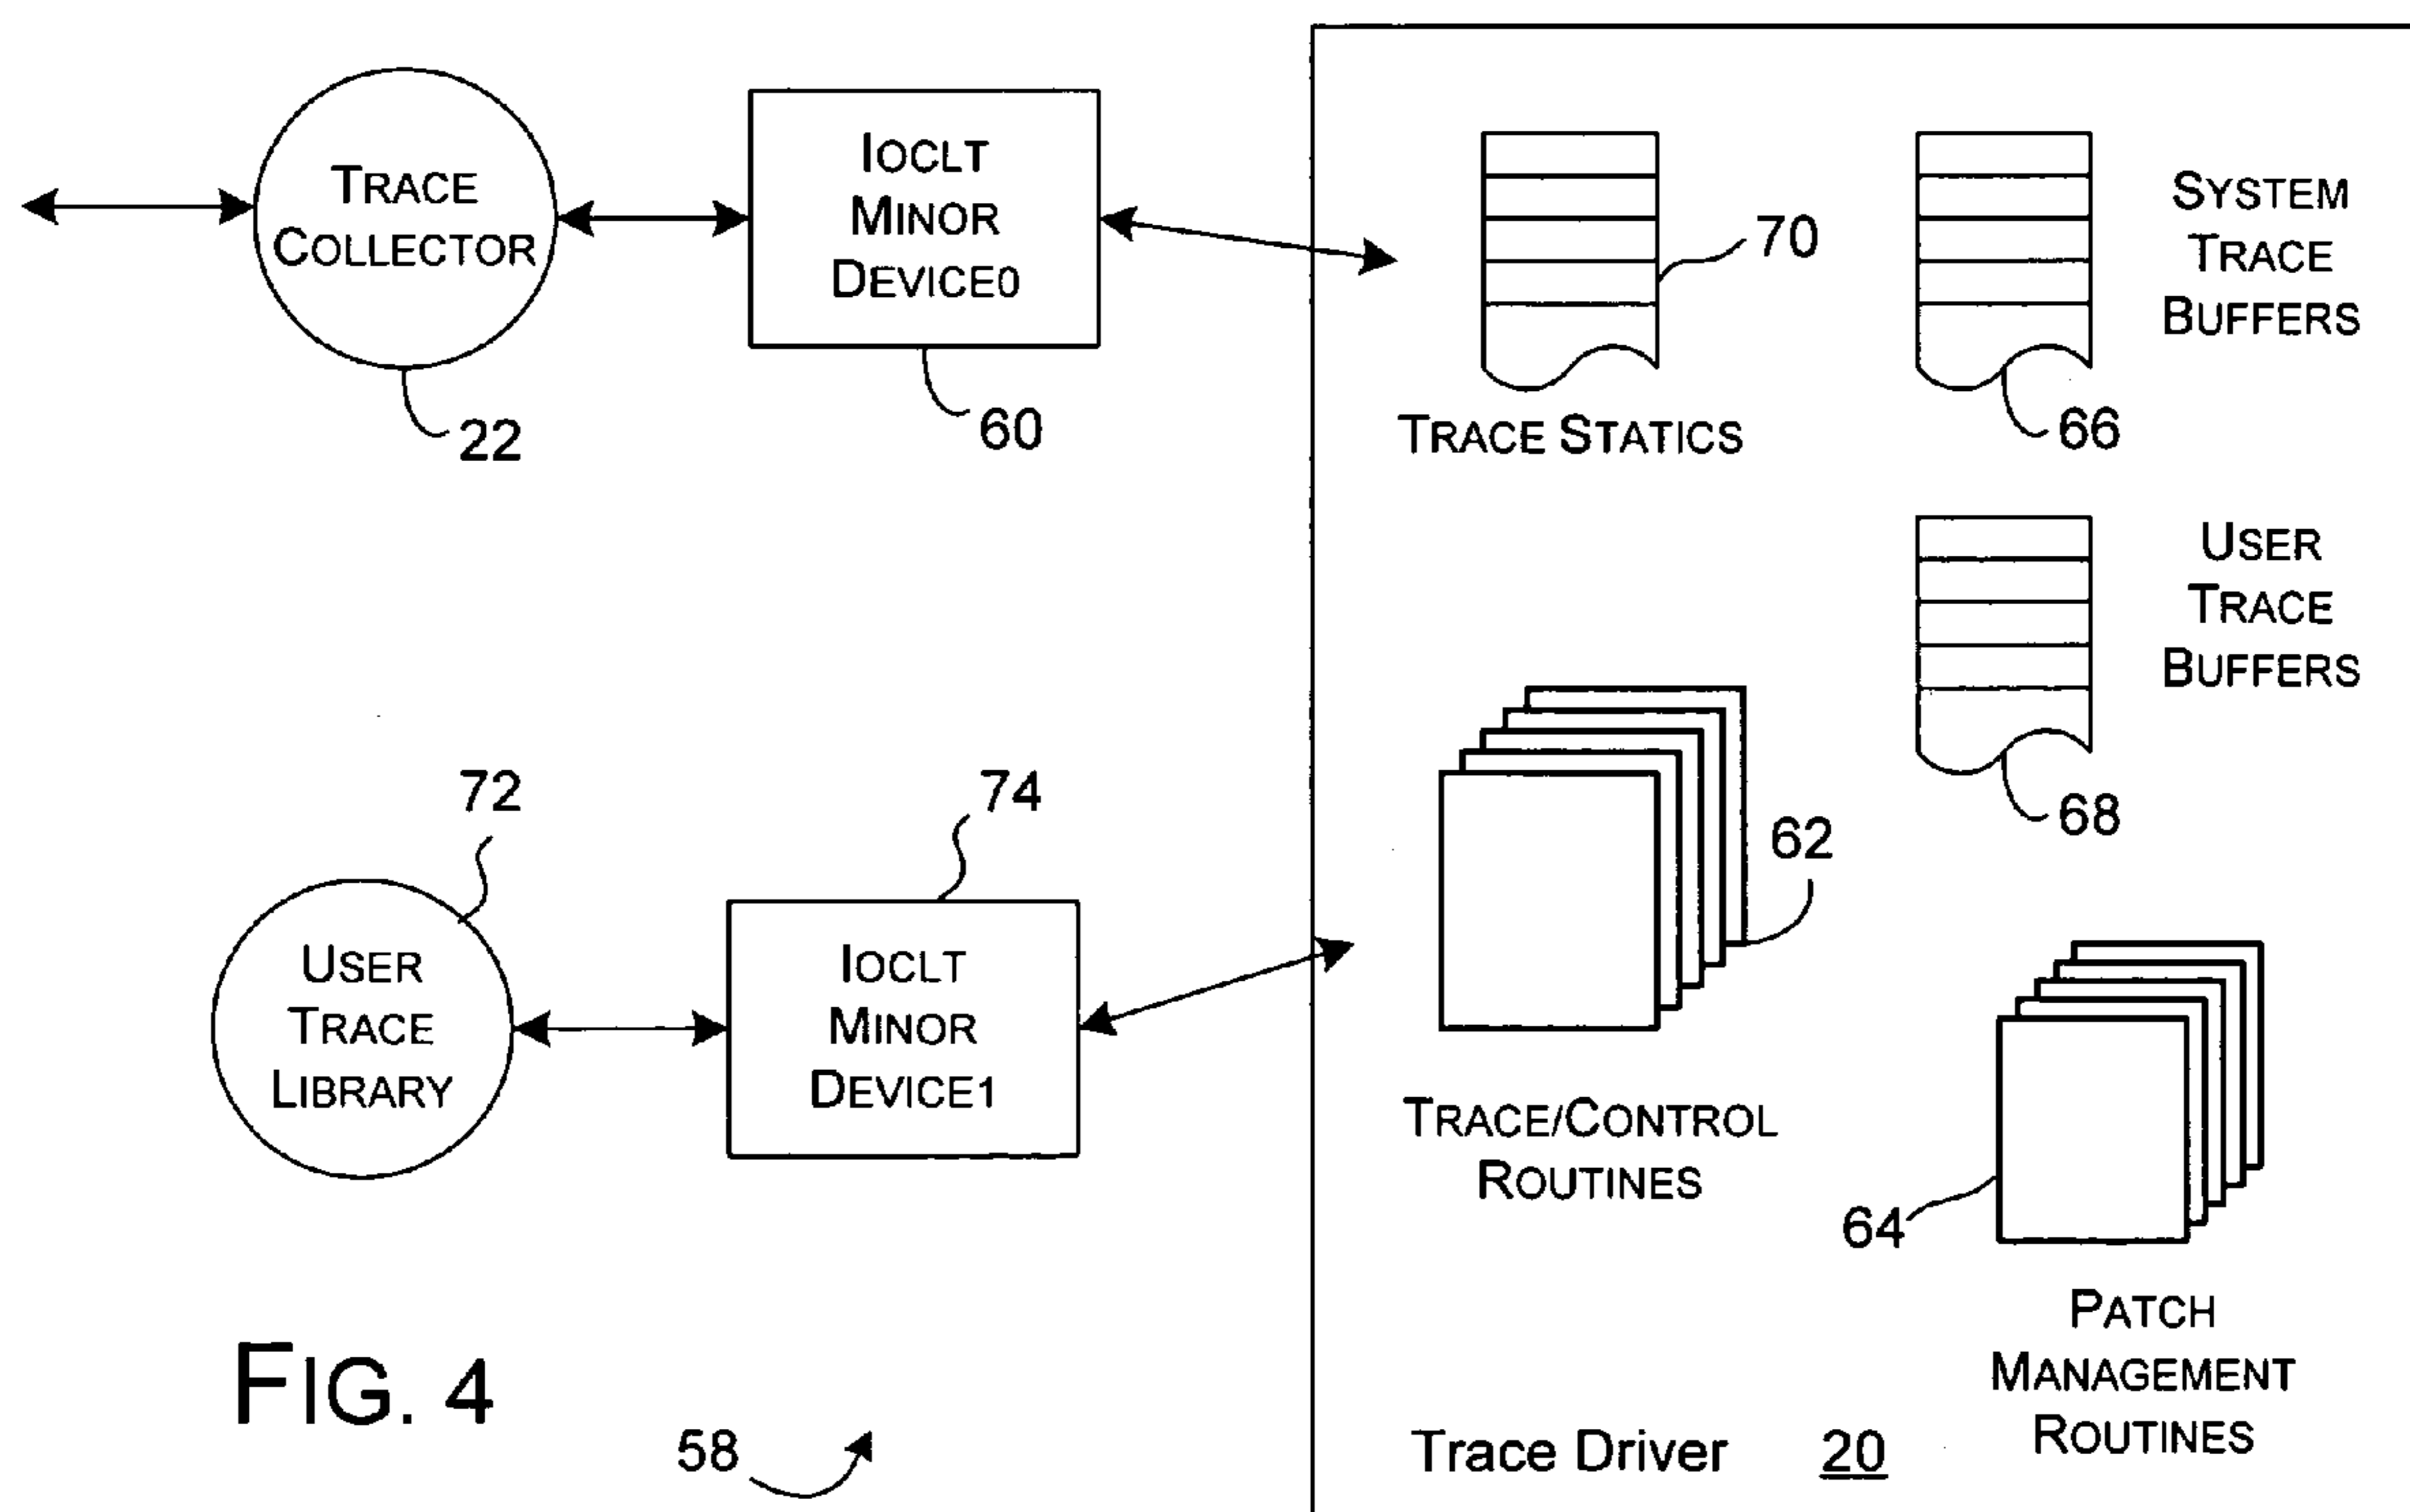 TRACE
COLLECTOR
22
IOCLT
MINOR
DEVICE0
60
70
TRACE STATICS
SYSTEM
TRACE
BUFFERS
66
USER
TRACE
BUFFERS
68
72
USER
TRACE
LIBRARY
74
IOCLT
MINOR
DEVICE1
62
TRACE/CONTROL
ROUTINES
64
PATCH
MANAGEMENT
ROUTINES
Trace Driver 20
FIG. 4
58